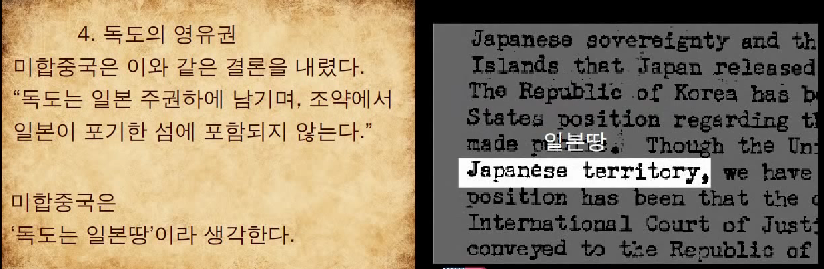 4. 독도의 영유권
미합중국은 이와 같은 결론을 내렸다.
“독도는 일본 주권하에 남기며, 조약에서
일본이 포기한 섬에 포함되지 않는다.”
미합중국은
‘독도는 일본땅’이라 생각한다.
Japanese sovereignty and th
Islands that Japan released
The Republic of Korea has b
States position regarding th
made p
일본땅
Though the Un
Japanese territory, we have
position has been that the
International Court of Just
conveyed to the Republic of